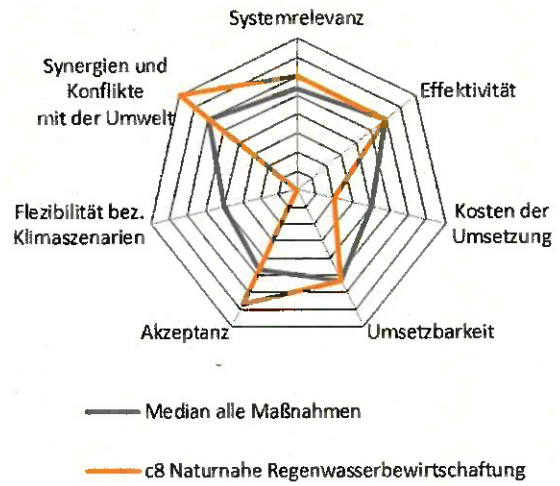 Systemrelevanz
Synergien und
Konflikte
mit der Umwelt
Effektivität
Flezibilität bez.
Klimaszenarien
Kosten der
Umsetzung
Akzeptanz
Umsetzbarkeit
Median alle Maßnahmen
c8 Naturnahe Regenwasserbewirtschaftung